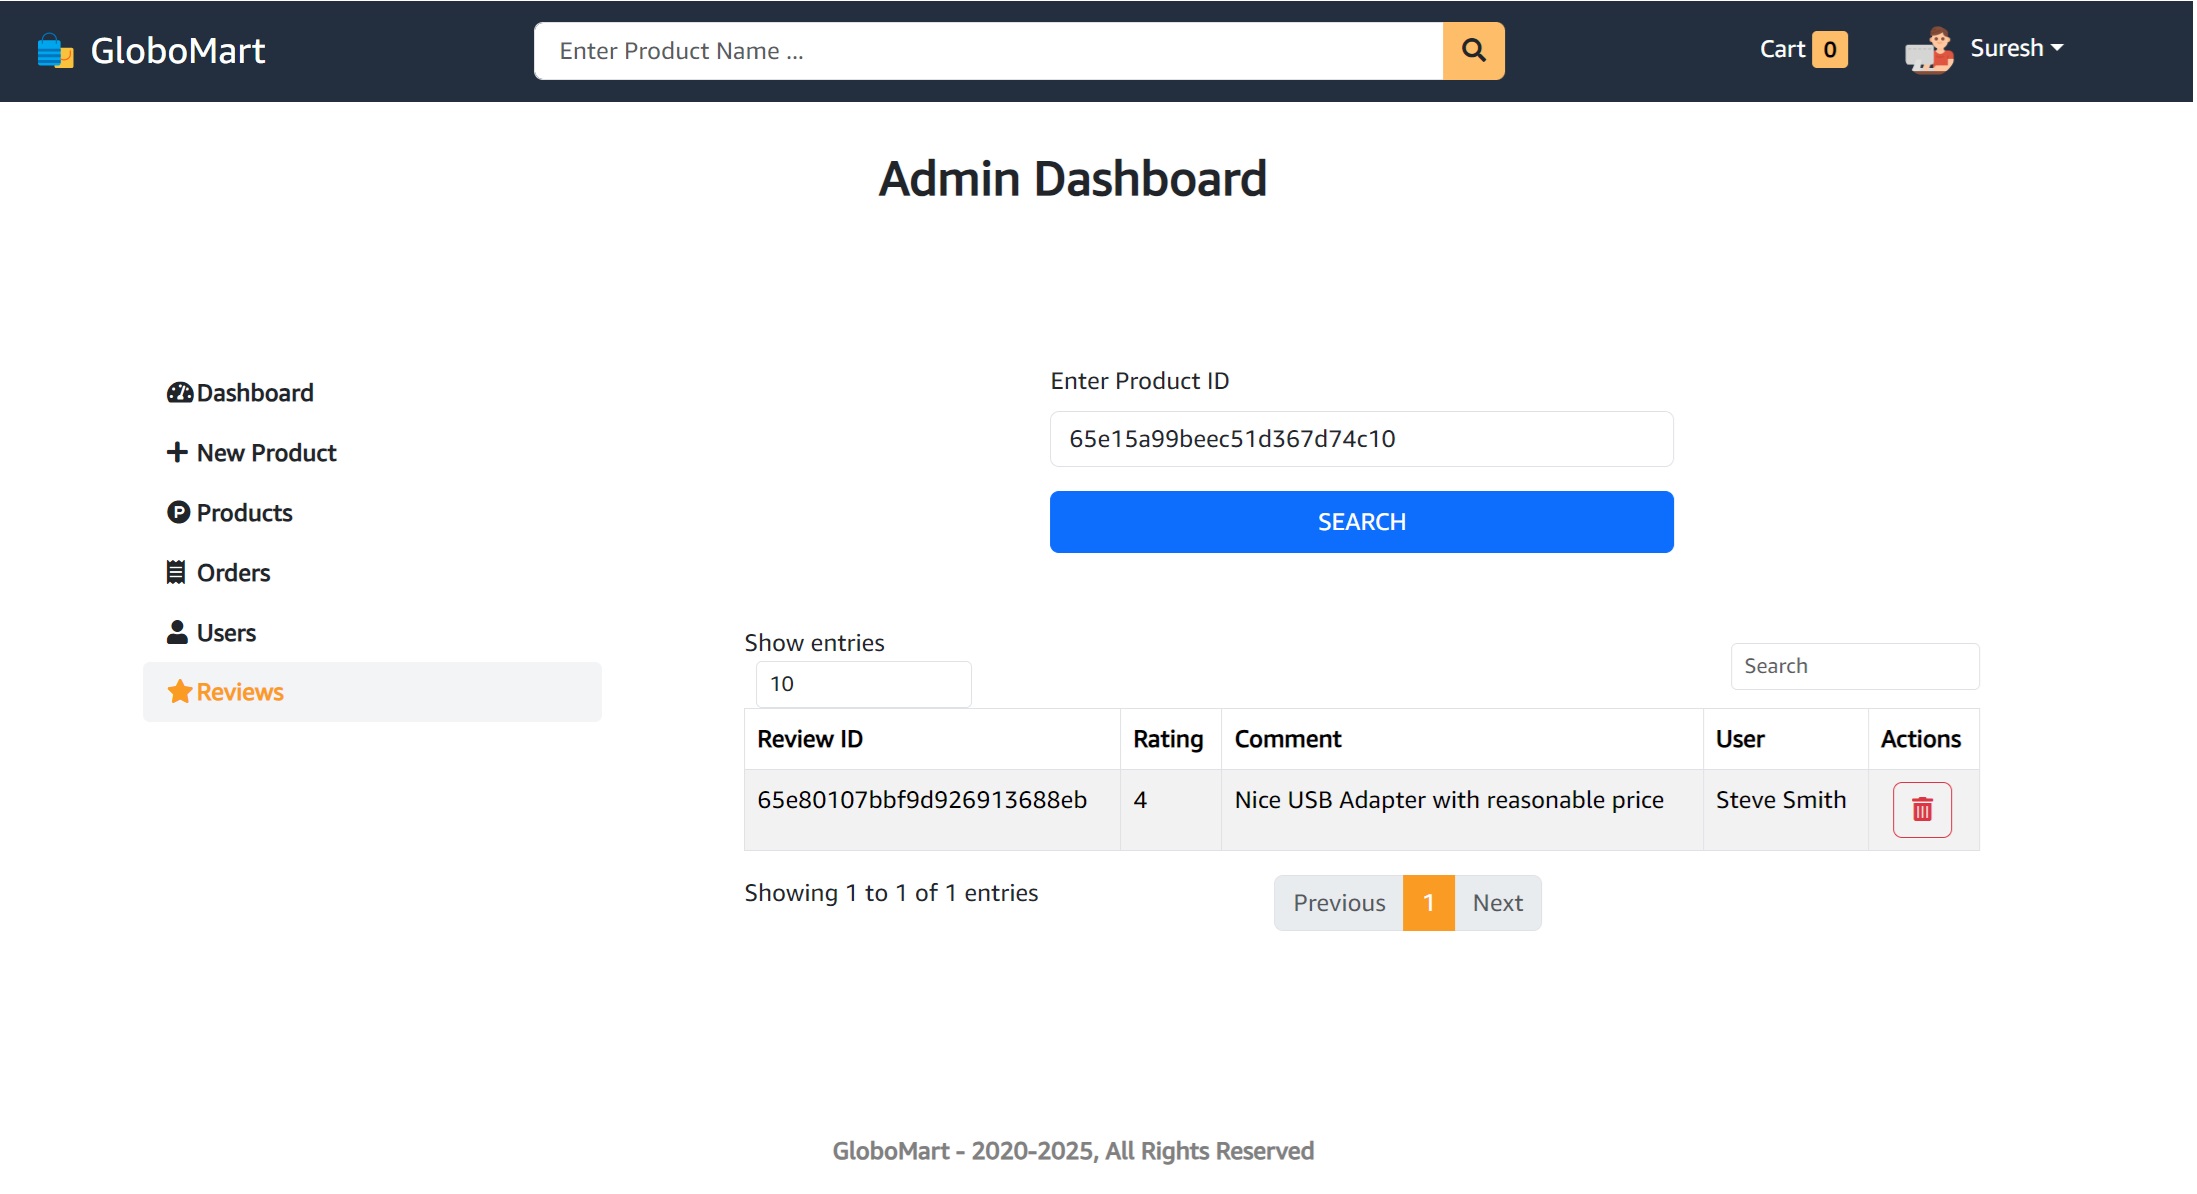 GloboMart
Enter Product Name ...
Cart 0
Suresh
Admin Dashboard
Dashboard
New Product
Products
Orders
Users
Reviews
Enter Product ID
65e15a99beec51d367d74c10
SEARCH
Show entries
10
Search
Review ID Rating Comment User Actions
65e80107bbf9d926913688eb 4 Nice USB Adapter with reasonable price Steve Smith
Showing 1 to 1 of 1 entries
Previous 1 Next
GloboMart - 2020-2025, All Rights Reserved